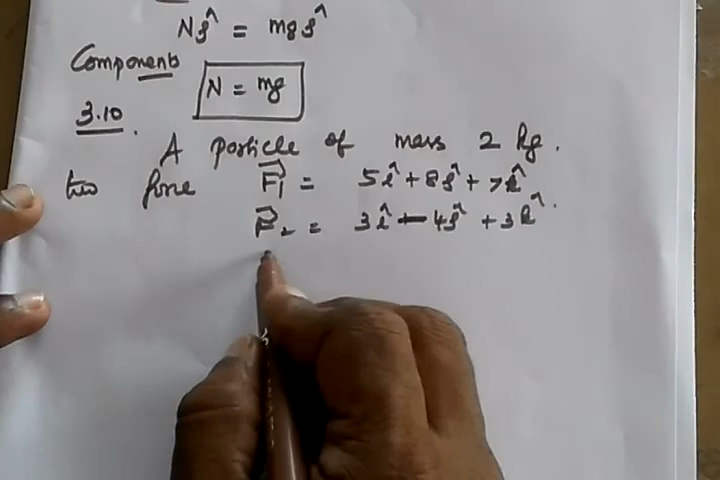 Nĵ = mgĵ
Components
N = mg
3.10.
A particle of mass 2 kg.
two force F⃗₁ = 5î + 8ĵ + 7k̂
F⃗₂ = 3î - 4ĵ + 3k̂.